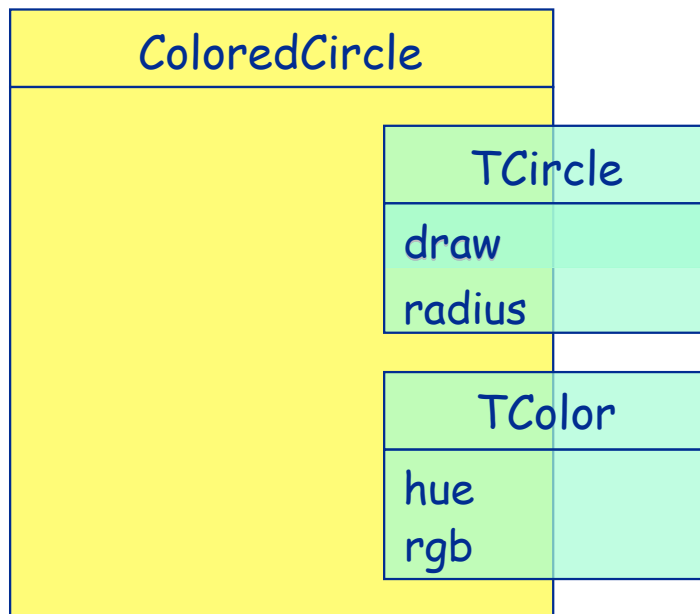 ColoredCircle
TCircle
draw
radius
TColor
hue
rgb